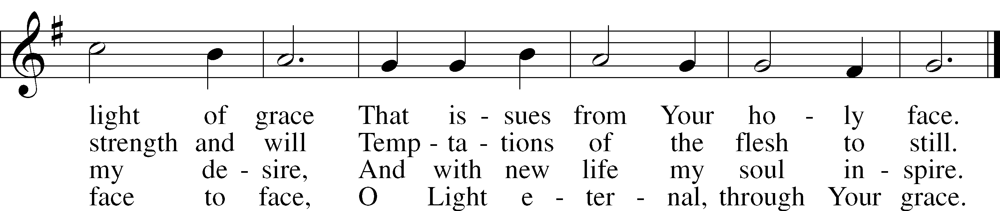 light of grace That is - sues from Your ho - ly face.
strength and will Temp - ta - tions of the flesh to still.
my de - sire, And with new life my soul in - spire.
face to face, O Light e - ter - nal, through Your grace.